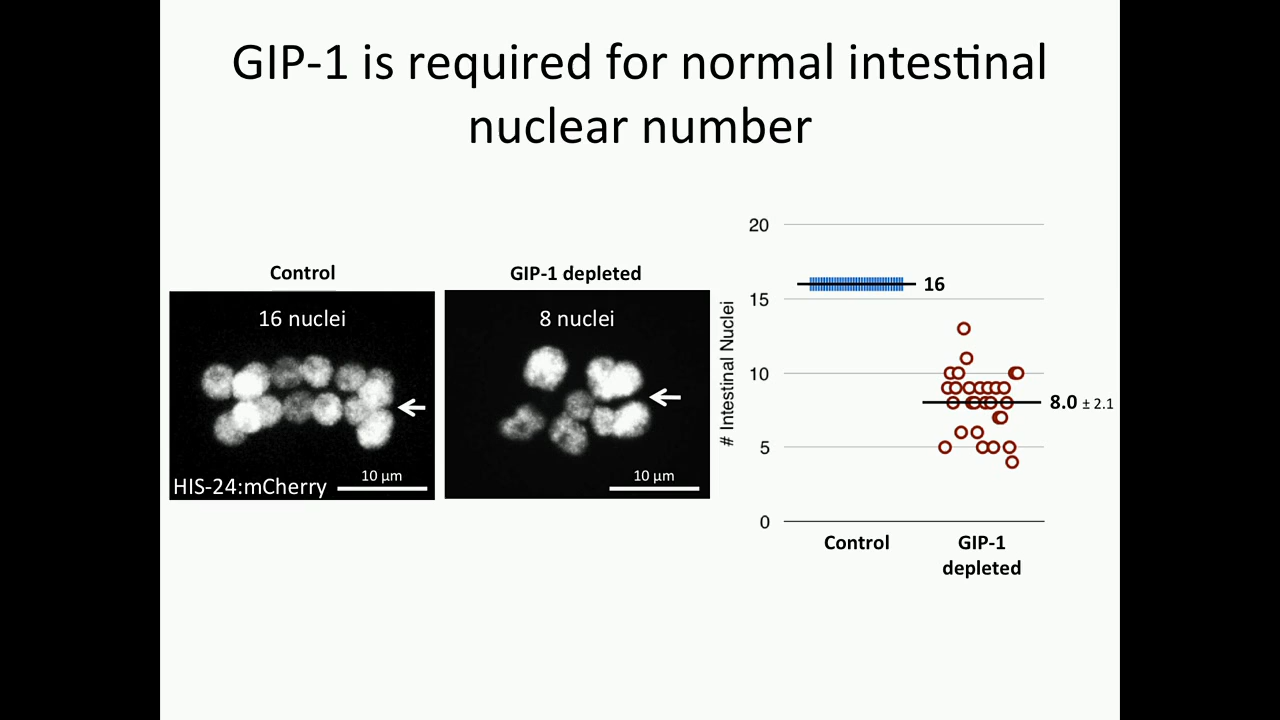 GIP-1 is required for normal intestinal
nuclear number
Control
16 nuclei
HIS-24:mCherry
10 µm
GIP-1 depleted
8 nuclei
10 µm
# Intestinal Nuclei
20
15
10
5
0
16
8.0 ± 2.1
Control
GIP-1
depleted